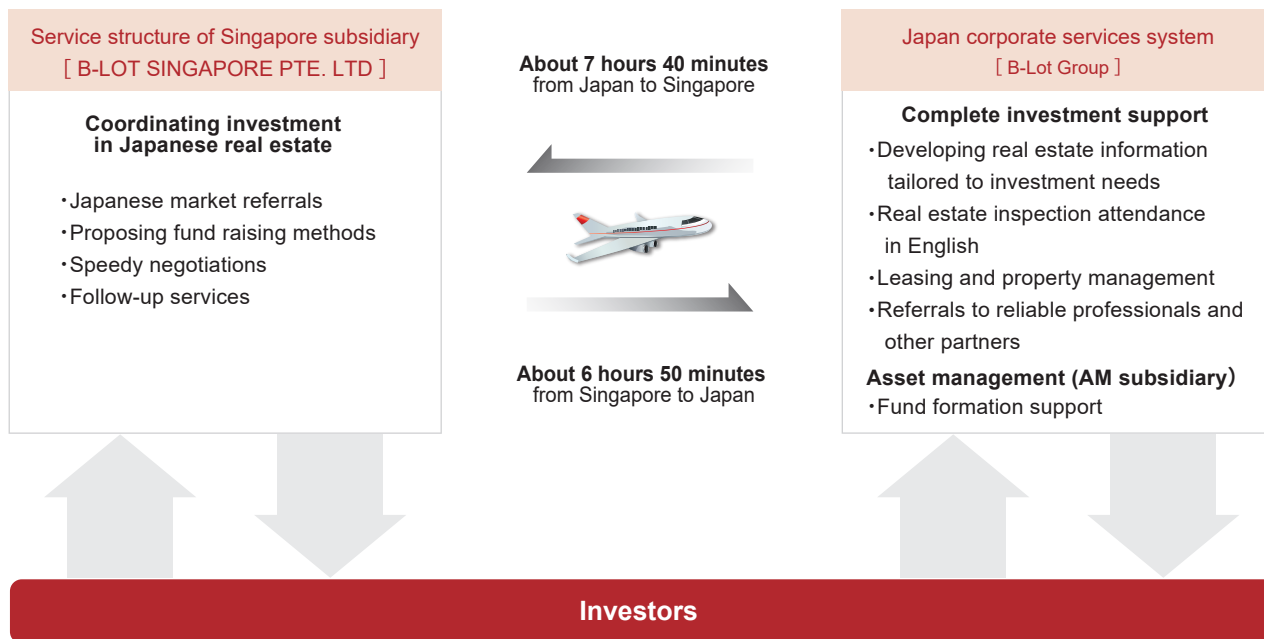 Service structure of Singapore subsidiary
[ B-LOT SINGAPORE PTE. LTD ]
Coordinating investment
in Japanese real estate
・Japanese market referrals
・Proposing fund raising methods
・Speedy negotiations
・Follow-up services
About 7 hours 40 minutes
from Japan to Singapore
About 6 hours 50 minutes
from Singapore to Japan
Japan corporate services system
[ B-Lot Group ]
Complete investment support
・Developing real estate information
tailored to investment needs
・Real estate inspection attendance
in English
・Leasing and property management
・Referrals to reliable professionals and
other partners
Asset management (AM subsidiary）
・Fund formation support
Investors